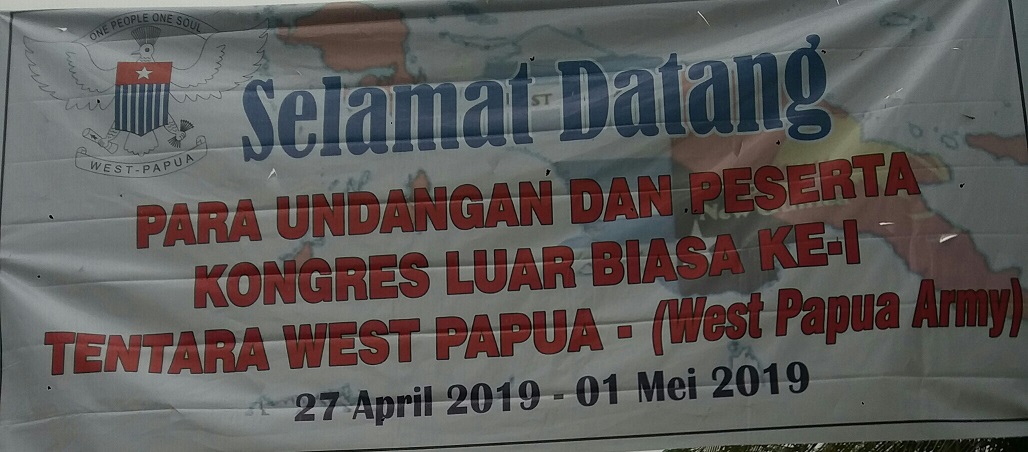 ONE PEOPLE ONE SOUL
WEST-PAPUA
Selamat Datang
PARA UNDANGAN DAN PESERTA
KONGRES LUAR BIASA KE-I
TENTARA WEST PAPUA - (West Papua Army)
27 April 2019 - 01 Mei 2019